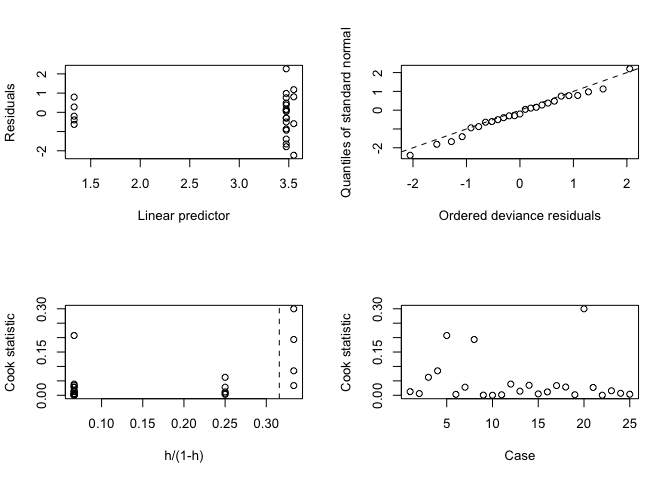 Residuals
2
1
0
-2
1.5 2.0 2.5 3.0 3.5
Linear predictor
Quantiles of standard normal
2
1
0
-2
-2 -1 0 1 2
Ordered deviance residuals
Cook statistic
0.30
0.15
0.00
0.10 0.15 0.20 0.25 0.30
h/(1-h)
Cook statistic
0.30
0.15
0.00
5 10 15 20 25
Case